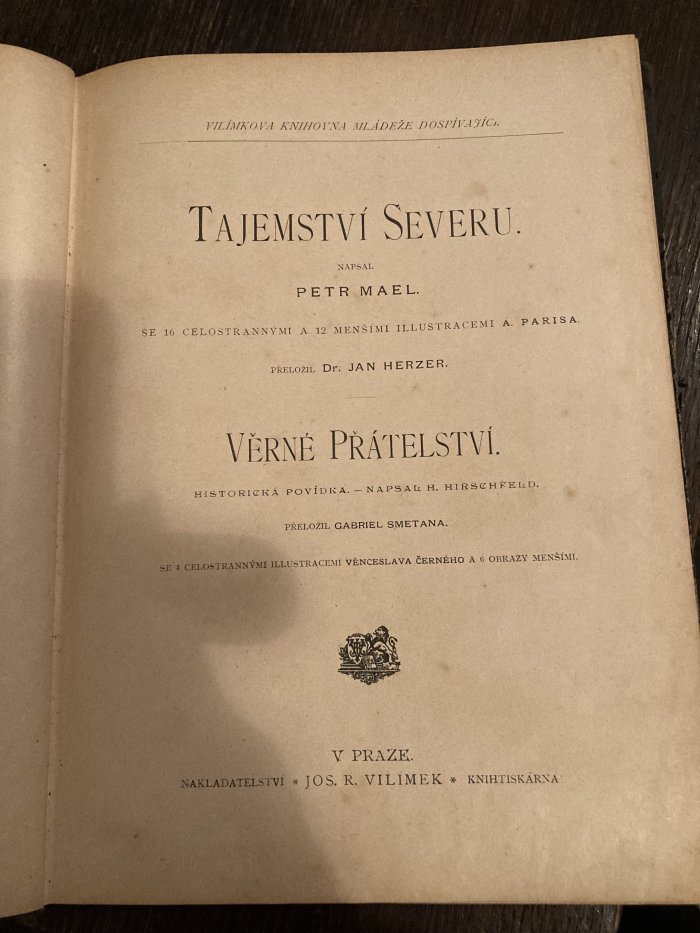 VILÍMKOVA KNIHOVNA MLÁDEŽE DOSPÍVAJÍCÍ.
TAJEMSTVÍ SEVERU.
NAPSAL
PETR MAEL.
SE 16 CELOSTRANNÝMI A 12 MENŠÍMI ILLUSTRACEMI A. PARISA.
PŘELOŽIL Dr. JAN HERZER.
VĚRNÉ PŘÁTELSTVÍ.
HISTORICKÁ POVÍDKA. — NAPSAL H. HIRSCHFELD.
PŘELOŽIL GABRIEL SMETANA.
SE 4 CELOSTRANNÝMI ILLUSTRACEMI VĚNCESLAVA ČERNÉHO A 6 OBRAZY MENŠÍMI.
V PRAZE.
NAKLADATELSTVÍ * JOS. R. VILÍMEK * KNIHTISKÁRNA